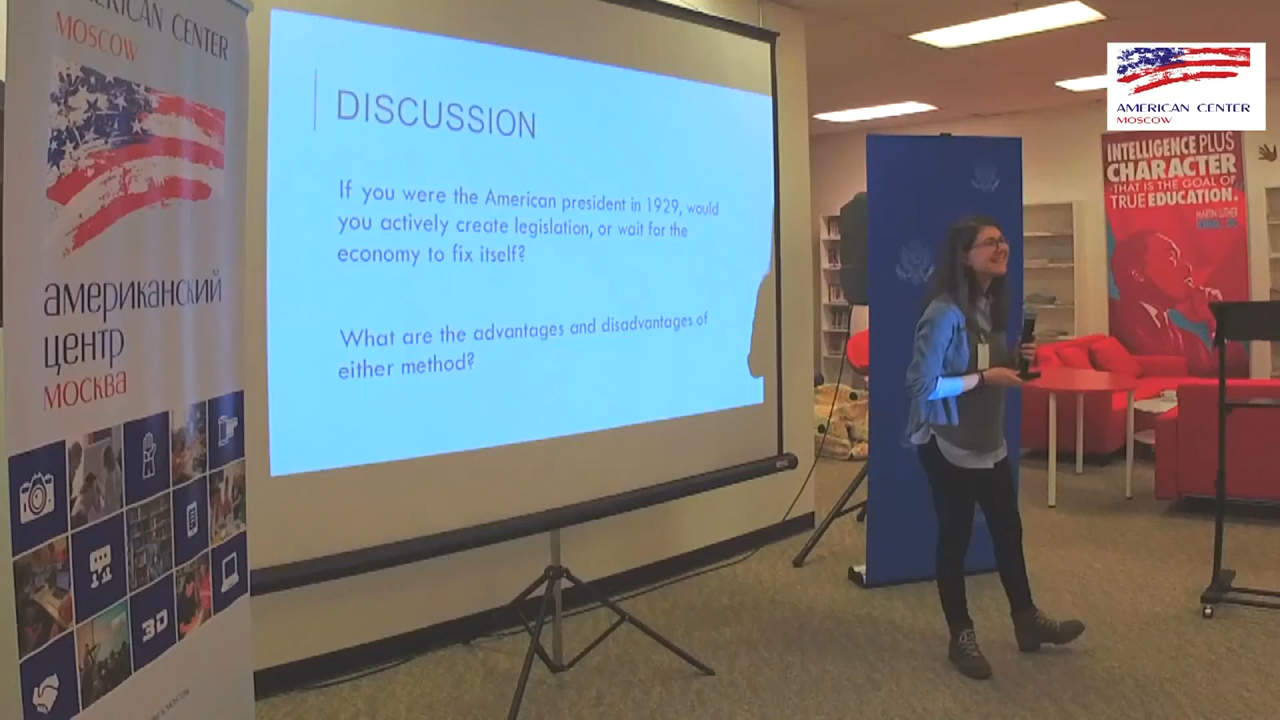 AMERICAN CENTER
MOSCOW
американский
центр
москва
3D
DISCUSSION
If you were the American president in 1929, would
you actively create legislation, or wait for the
economy to fix itself?
What are the advantages and disadvantages of
either method?
AMERICAN CENTER
MOSCOW
INTELLIGENCE PLUS
CHARACTER
-THAT IS THE GOAL OF
TRUE EDUCATION.
MARTIN LUTHER